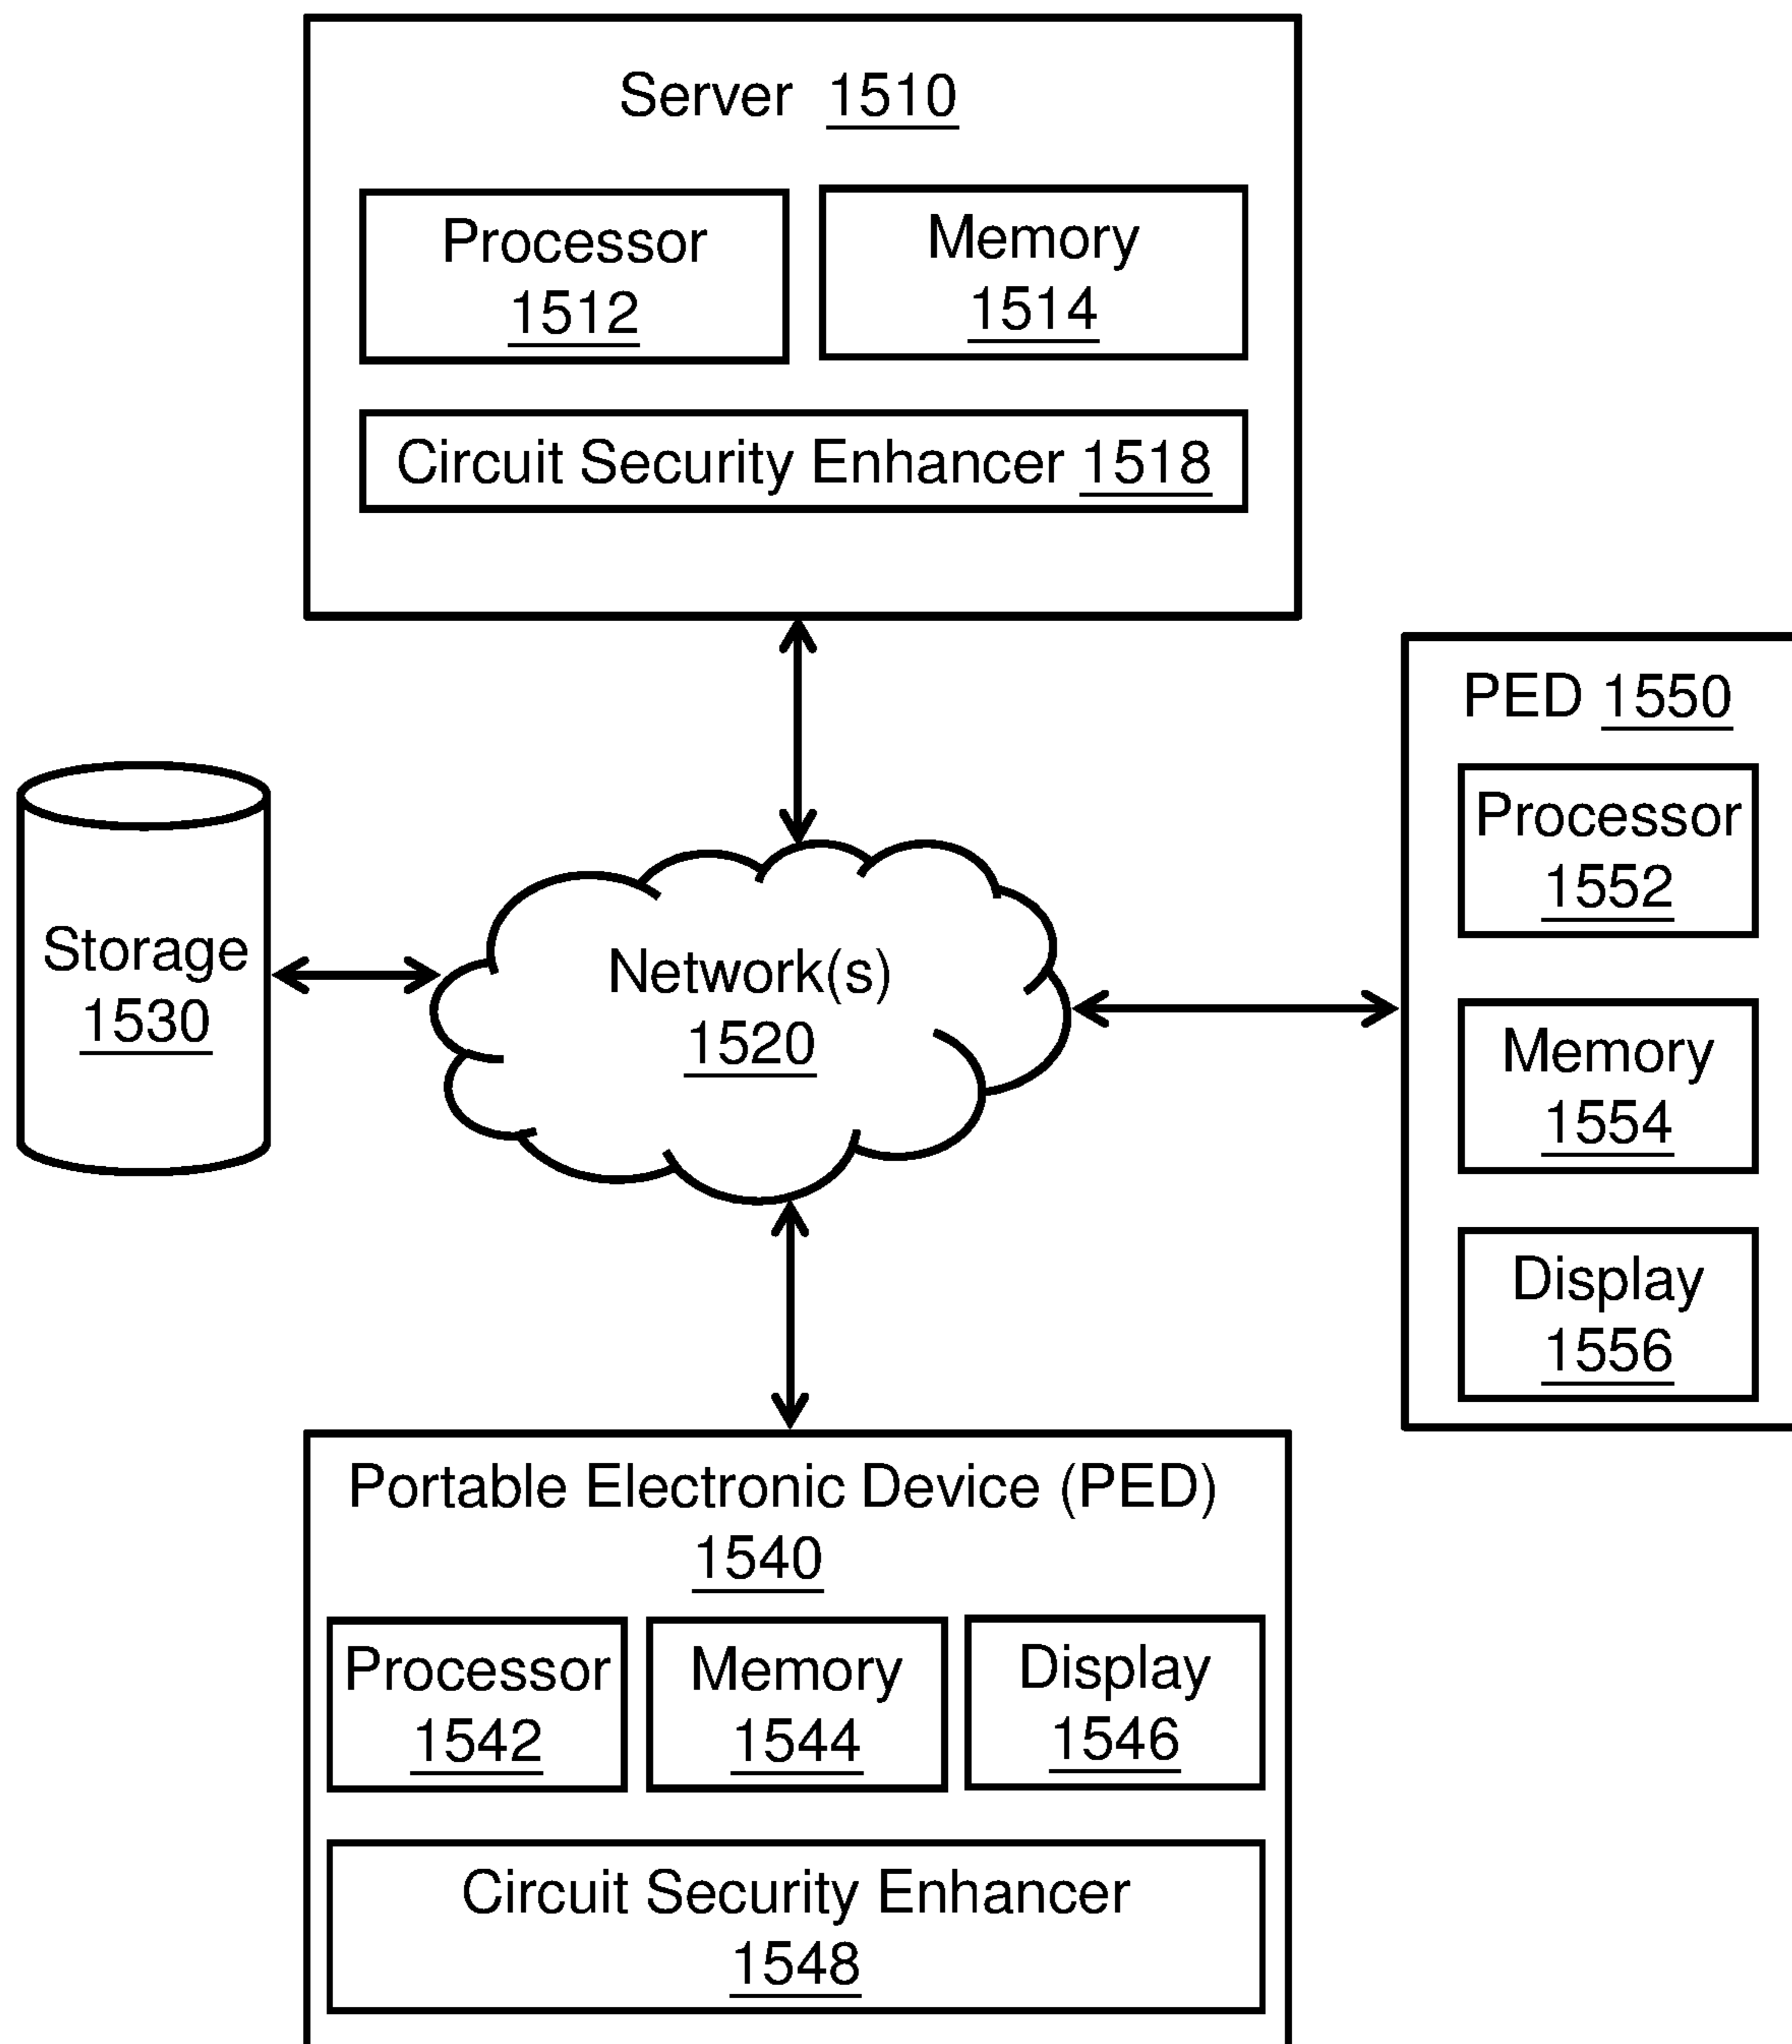 Server 1510
Processor
1512
Memory
1514
Circuit Security Enhancer 1518
PED 1550
Processor
1552
Memory
1554
Display
1556
Storage
1530
Network(s)
1520
Portable Electronic Device (PED)
1540
Processor
1542
Memory
1544
Display
1546
Circuit Security Enhancer
1548